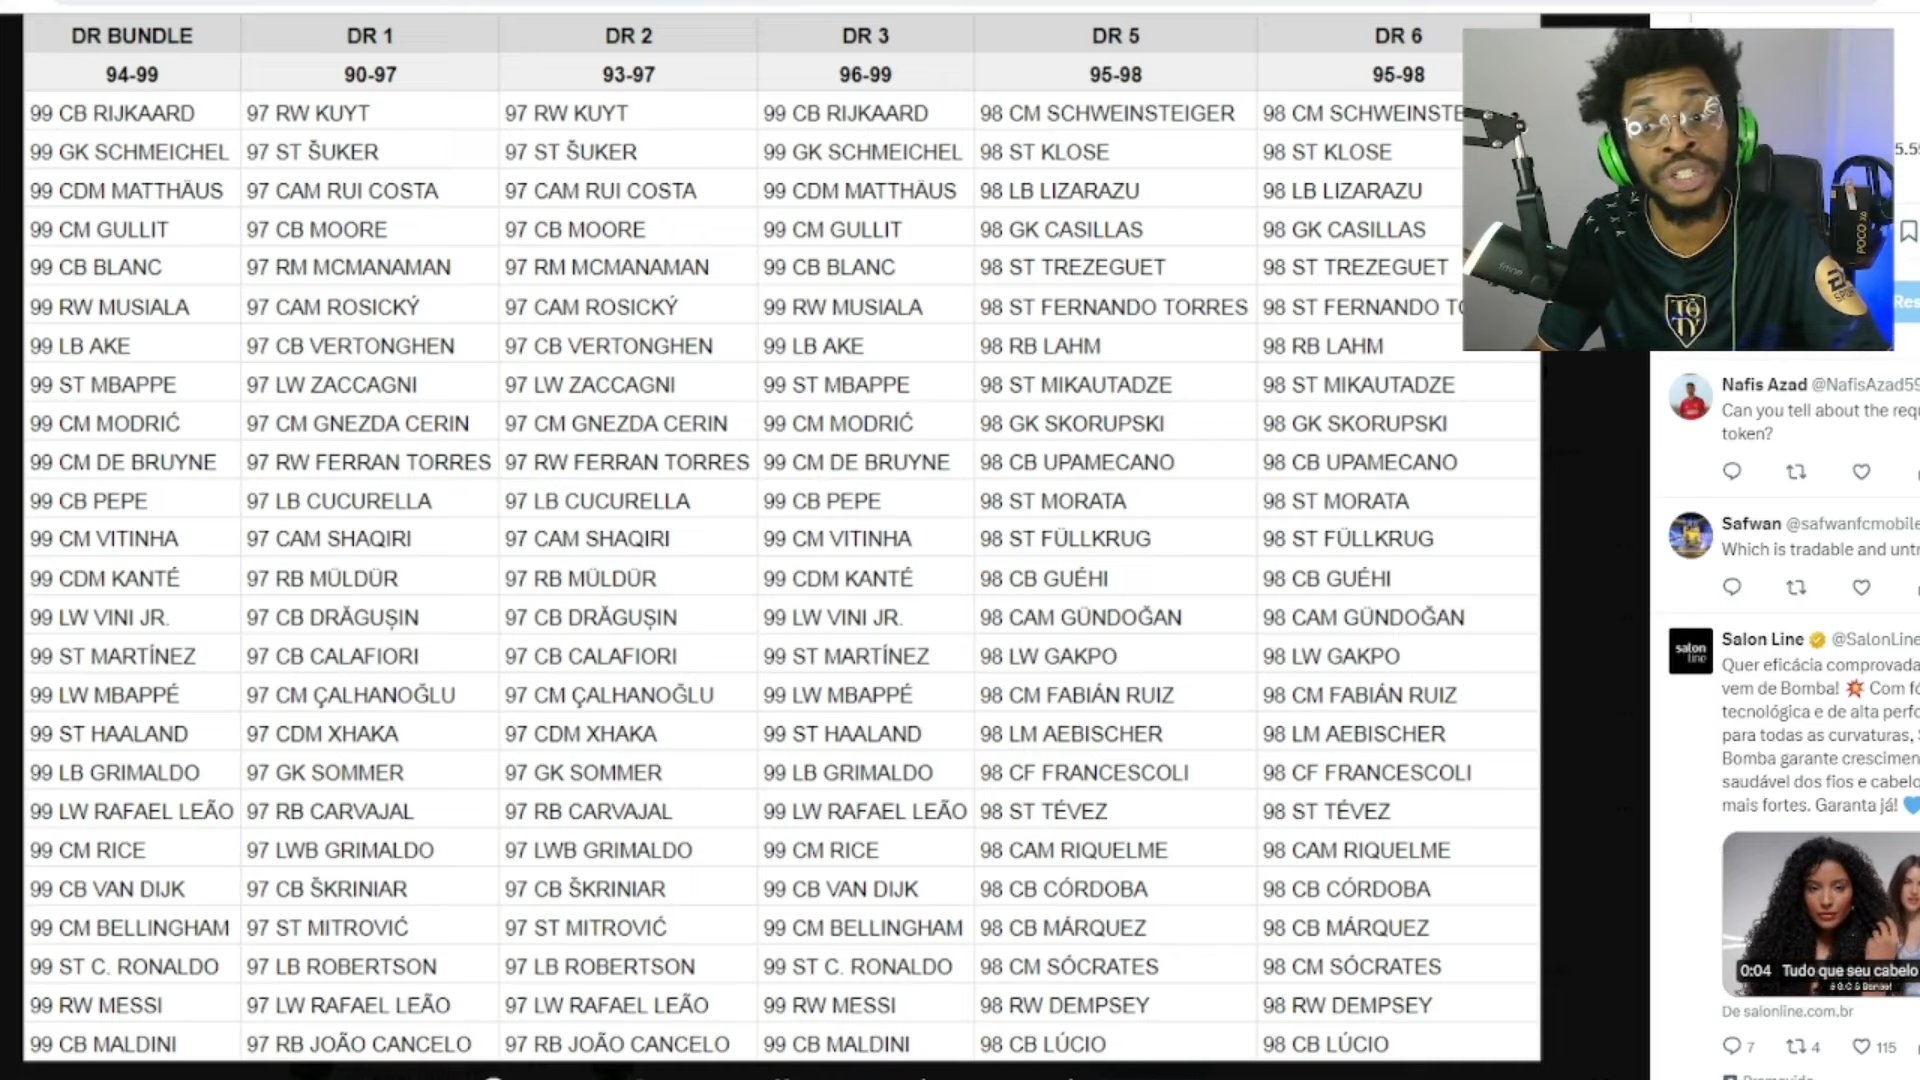 DR BUNDLE DR 1 DR 2 DR 3 DR 5 DR 6
94-99 90-97 93-97 96-99 95-98 95-98
99 CB RIJKAARD 97 RW KUYT 97 RW KUYT 99 CB RIJKAARD 98 CM SCHWEINSTEIGER 98 CM SCHWEINSTE
99 GK SCHMEICHEL 97 ST ŠUKER 97 ST ŠUKER 99 GK SCHMEICHEL 98 ST KLOSE 98 ST KLOSE
99 CDM MATTHÄUS 97 CAM RUI COSTA 97 CAM RUI COSTA 99 CDM MATTHÄUS 98 LB LIZARAZU 98 LB LIZARAZU
99 CM GULLIT 97 CB MOORE 97 CB MOORE 99 CM GULLIT 98 GK CASILLAS 98 GK CASILLAS
99 CB BLANC 97 RM MCMANAMAN 97 RM MCMANAMAN 99 CB BLANC 98 ST TREZEGUET 98 ST TREZEGUET
99 RW MUSIALA 97 CAM ROSICKÝ 97 CAM ROSICKÝ 99 RW MUSIALA 98 ST FERNANDO TORRES 98 ST FERNANDO TO
99 LB AKE 97 CB VERTONGHEN 97 CB VERTONGHEN 99 LB AKE 98 RB LAHM 98 RB LAHM
99 ST MBAPPE 97 LW ZACCAGNI 97 LW ZACCAGNI 99 ST MBAPPE 98 ST MIKAUTADZE 98 ST MIKAUTADZE
99 CM MODRIĆ 97 CM GNEZDA CERIN 97 CM GNEZDA CERIN 99 CM MODRIĆ 98 GK SKORUPSKI 98 GK SKORUPSKI
99 CM DE BRUYNE 97 RW FERRAN TORRES 97 RW FERRAN TORRES 99 CM DE BRUYNE 98 CB UPAMECANO 98 CB UPAMECANO
99 CB PEPE 97 LB CUCURELLA 97 LB CUCURELLA 99 CB PEPE 98 ST MORATA 98 ST MORATA
99 CM VITINHA 97 CAM SHAQIRI 97 CAM SHAQIRI 99 CM VITINHA 98 ST FÜLLKRUG 98 ST FÜLLKRUG
99 CDM KANTÉ 97 RB MÜLDÜR 97 RB MÜLDÜR 99 CDM KANTÉ 98 CB GUÉHI 98 CB GUÉHI
99 LW VINI JR. 97 CB DRĂGUȘIN 97 CB DRĂGUȘIN 99 LW VINI JR. 98 CAM GÜNDOĞAN 98 CAM GÜNDOĞAN
99 ST MARTÍNEZ 97 CB CALAFIORI 97 CB CALAFIORI 99 ST MARTÍNEZ 98 LW GAKPO 98 LW GAKPO
99 LW MBAPPÉ 97 CM ÇALHANOĞLU 97 CM ÇALHANOĞLU 99 LW MBAPPÉ 98 CM FABIÁN RUIZ 98 CM FABIÁN RUIZ
99 ST HAALAND 97 CDM XHAKA 97 CDM XHAKA 99 ST HAALAND 98 LM AEBISCHER 98 LM AEBISCHER
99 LB GRIMALDO 97 GK SOMMER 97 GK SOMMER 99 LB GRIMALDO 98 CF FRANCESCOLI 98 CF FRANCESCOLI
99 LW RAFAEL LEÃO 97 RB CARVAJAL 97 RB CARVAJAL 99 LW RAFAEL LEÃO 98 ST TÉVEZ 98 ST TÉVEZ
99 CM RICE 97 LWB GRIMALDO 97 LWB GRIMALDO 99 CM RICE 98 CAM RIQUELME 98 CAM RIQUELME
99 CB VAN DIJK 97 CB ŠKRINIAR 97 CB ŠKRINIAR 99 CB VAN DIJK 98 CB CÓRDOBA 98 CB CÓRDOBA
99 CM BELLINGHAM 97 ST MITROVIĆ 97 ST MITROVIĆ 99 CM BELLINGHAM 98 CB MÁRQUEZ 98 CB MÁRQUEZ
99 ST C. RONALDO 97 LB ROBERTSON 97 LB ROBERTSON 99 ST C. RONALDO 98 CM SÓCRATES 98 CM SÓCRATES
99 RW MESSI 97 LW RAFAEL LEÃO 97 LW RAFAEL LEÃO 99 RW MESSI 98 RW DEMPSEY 98 RW DEMPSEY
99 CB MALDINI 97 RB JOÃO CANCELO 97 RB JOÃO CANCELO 99 CB MALDINI 98 CB LÚCIO 98 CB LÚCIO
POCO X6
TOTY
EA SPOR
5.5
Res
Nafis Azad @NafisAzad59
Can you tell about the requ
token?
Safwan @safwanfcmobile
Which is tradable and untr
salon line
Salon Line @SalonLine
Quer eficácia comprovada
vem de Bomba! 💥 Com fó
tecnológica e de alta perfo
para todas as curvaturas, S
Bomba garante crescimen
saudável dos fios e cabelo
mais fortes. Garanta já! 💙
0:04 Tudo que seu cabelo
De salonline.com.br
7 4 115